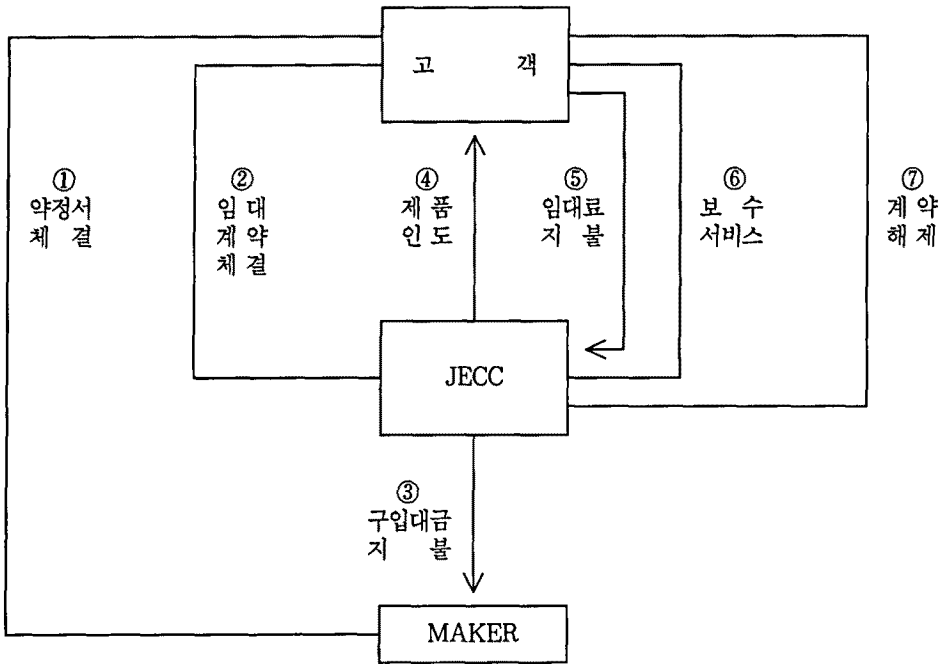 고 객
①
약정서
체 결
②
임 대
계 약
체 결
④
제 품
인 도
⑤
임대료
지 불
⑥
보 수
서비스
⑦
계 약
해 제
JECC
③
구입대금
지 불
MAKER